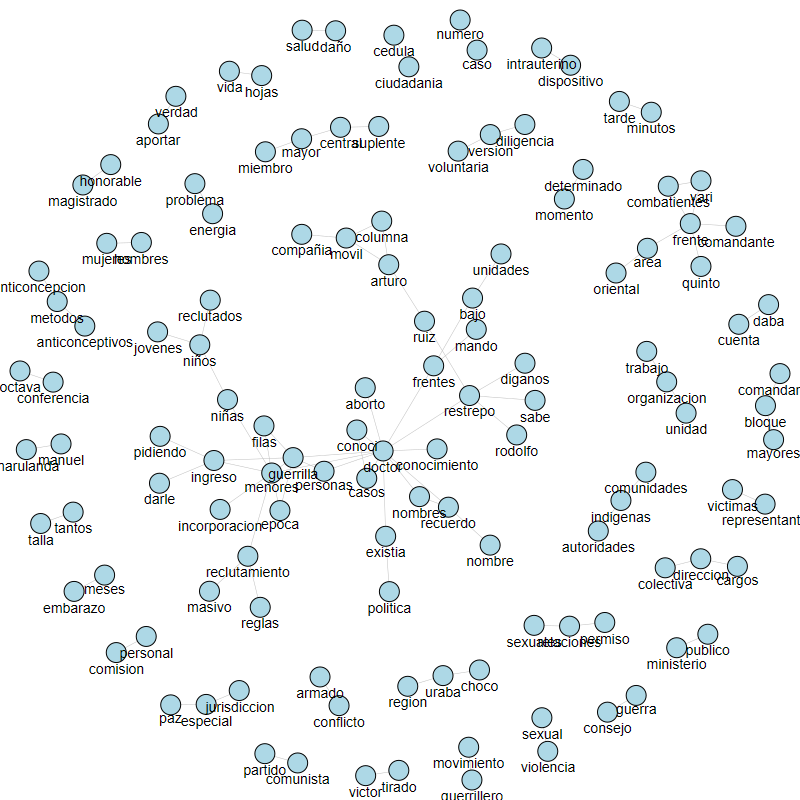 numero
salud
daño
cedula
caso
intrauterino
ciudadania
dispositivo
vida
hojas
verdad
tarde
minutos
aportar
central
suplente
diligencia
mayor
version
miembro
voluntaria
honorable
magistrado
determinado
problema
vari
combatientes
momento
energia
columna
frente
comandante
compañia
movil
mujeres
hombres
area
unidades
arturo
quinto
nticonception
oriental
metodos
reclutados
bajo
daba
ruiz
anticonceptivos
jovenes
mando
cuenta
niños
trabajo
frentes
diganos
octava
conferencia
organizacion
comandan
aborto
restrepo
sabe
niñas
bloque
unidad
filas
conoci
rodolfo
mayores
pidiendo
manuel
marulanda
doctor
conocimiento
guerrilla
ingreso
menores
personas
casos
comunidades
darle
nombres
victimas
indigenas
recuerdo
representant
incorporacion
epoca
tantos
talla
autoridades
existia
nombre
reclutamiento
direccion
colectiva
cargos
meses
embarazo
masivo
reglas
politica
sexuales
relaciones
permiso
personal
publico
comision
ministerio
armado
region
uraba
choco
jurisdiccion
paz
especial
conflicto
guerra
consejo
sexual
movimiento
violencia
partido
comunista
victor
tirado
guerrillero